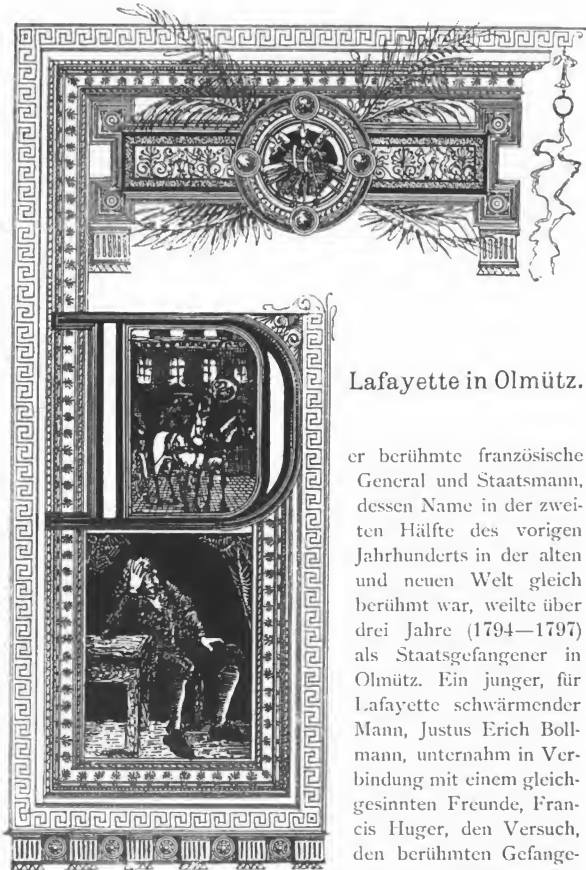 Lafayette in Olmütz.
Der berühmte französische
General und Staatsmann,
dessen Name in der zwei-
ten Hälfte des vorigen
Jahrhunderts in der alten
und neuen Welt gleich
berühmt war, weilte über
drei Jahre (1794—1797)
als Staatsgefangener in
Olmütz. Ein junger, für
Lafayette schwärmender
Mann, Justus Erich Boll-
mann, unternahm in Ver-
bindung mit einem gleich-
gesinnten Freunde, Fran-
cis Huger, den Versuch,
den berühmten Gefange-